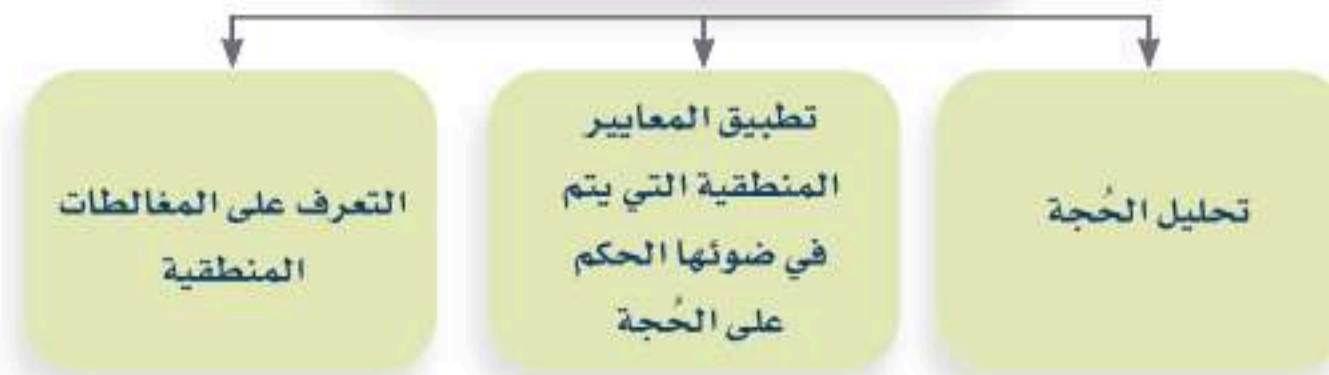 تحليل الحُجة
تطبيق المعايير
المنطقية التي يتم
في ضوئها الحكم
على الحُجة
التعرف على المغالطات
المنطقية